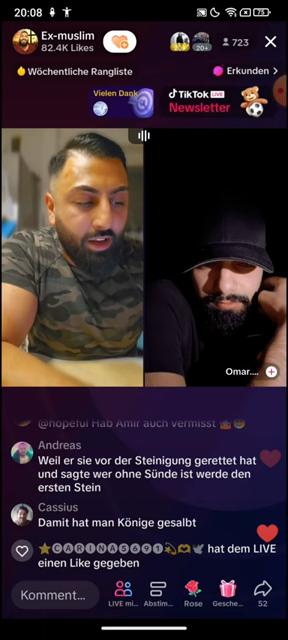 20:08
75
Ex-muslim
82.4K Likes
20+
723
Wöchentliche Rangliste
Erkunden >
Vielen Dank
TikTok LIVE
Newsletter
Omar....
@hopeful Hab Amir auch vermisst
Andreas
Weil er sie vor der Steinigung gerettet hat
und sagte wer ohne Sünde ist werde den
ersten Stein
Cassius
Damit hat man Könige gesalbt
🅒🅐🅡🅘🅝🅐🅢❻❾❶ hat dem LIVE
einen Like gegeben
Komment...
LIVE mi...
Abstim...
Rose
Gesche...
52